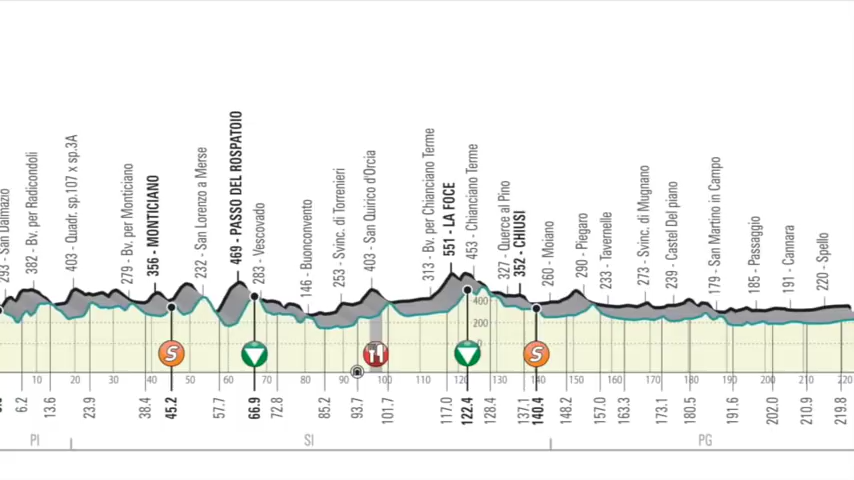 293 - San Dalmazio
382 - Bv. per Radicondoli
403 - Quadr. sp.107 x sp.3A
279 - Bv. per Monticiano
356 - MONTICIANO
232 - San Lorenzo a Merse
469 - PASSO DEL ROSPATOIO
283 - Vescovado
146 - Buonconvento
253 - Svinc. di Torrenieri
403 - San Quirico d'Orcia
313 - Bv. per Chianciano Terme
551 - LA FOCE
453 - Chianciano Terme
327 - Querce al Pino
352 - CHIUSI
260 - Moiano
290 - Piegaro
233 - Tavernelle
273 - Svinc. di Mugnano
239 - Castel Del piano
179 - San Martino in Campo
185 - Passaggio
191 - Cannara
220 - Spello
400
200
0
S
S
10 20 30 40 50 60 70 80 90 100 110 120 130 140 150 160 170 180 190 200 210 220
6.2 13.6 23.9 38.4 45.2 57.7 66.9 72.8 85.2 93.7 101.7 117.0 122.4 128.4 137.1 140.4 148.2 157.0 163.3 173.1 180.5 191.6 202.0 210.9 219.8
PI SI PG